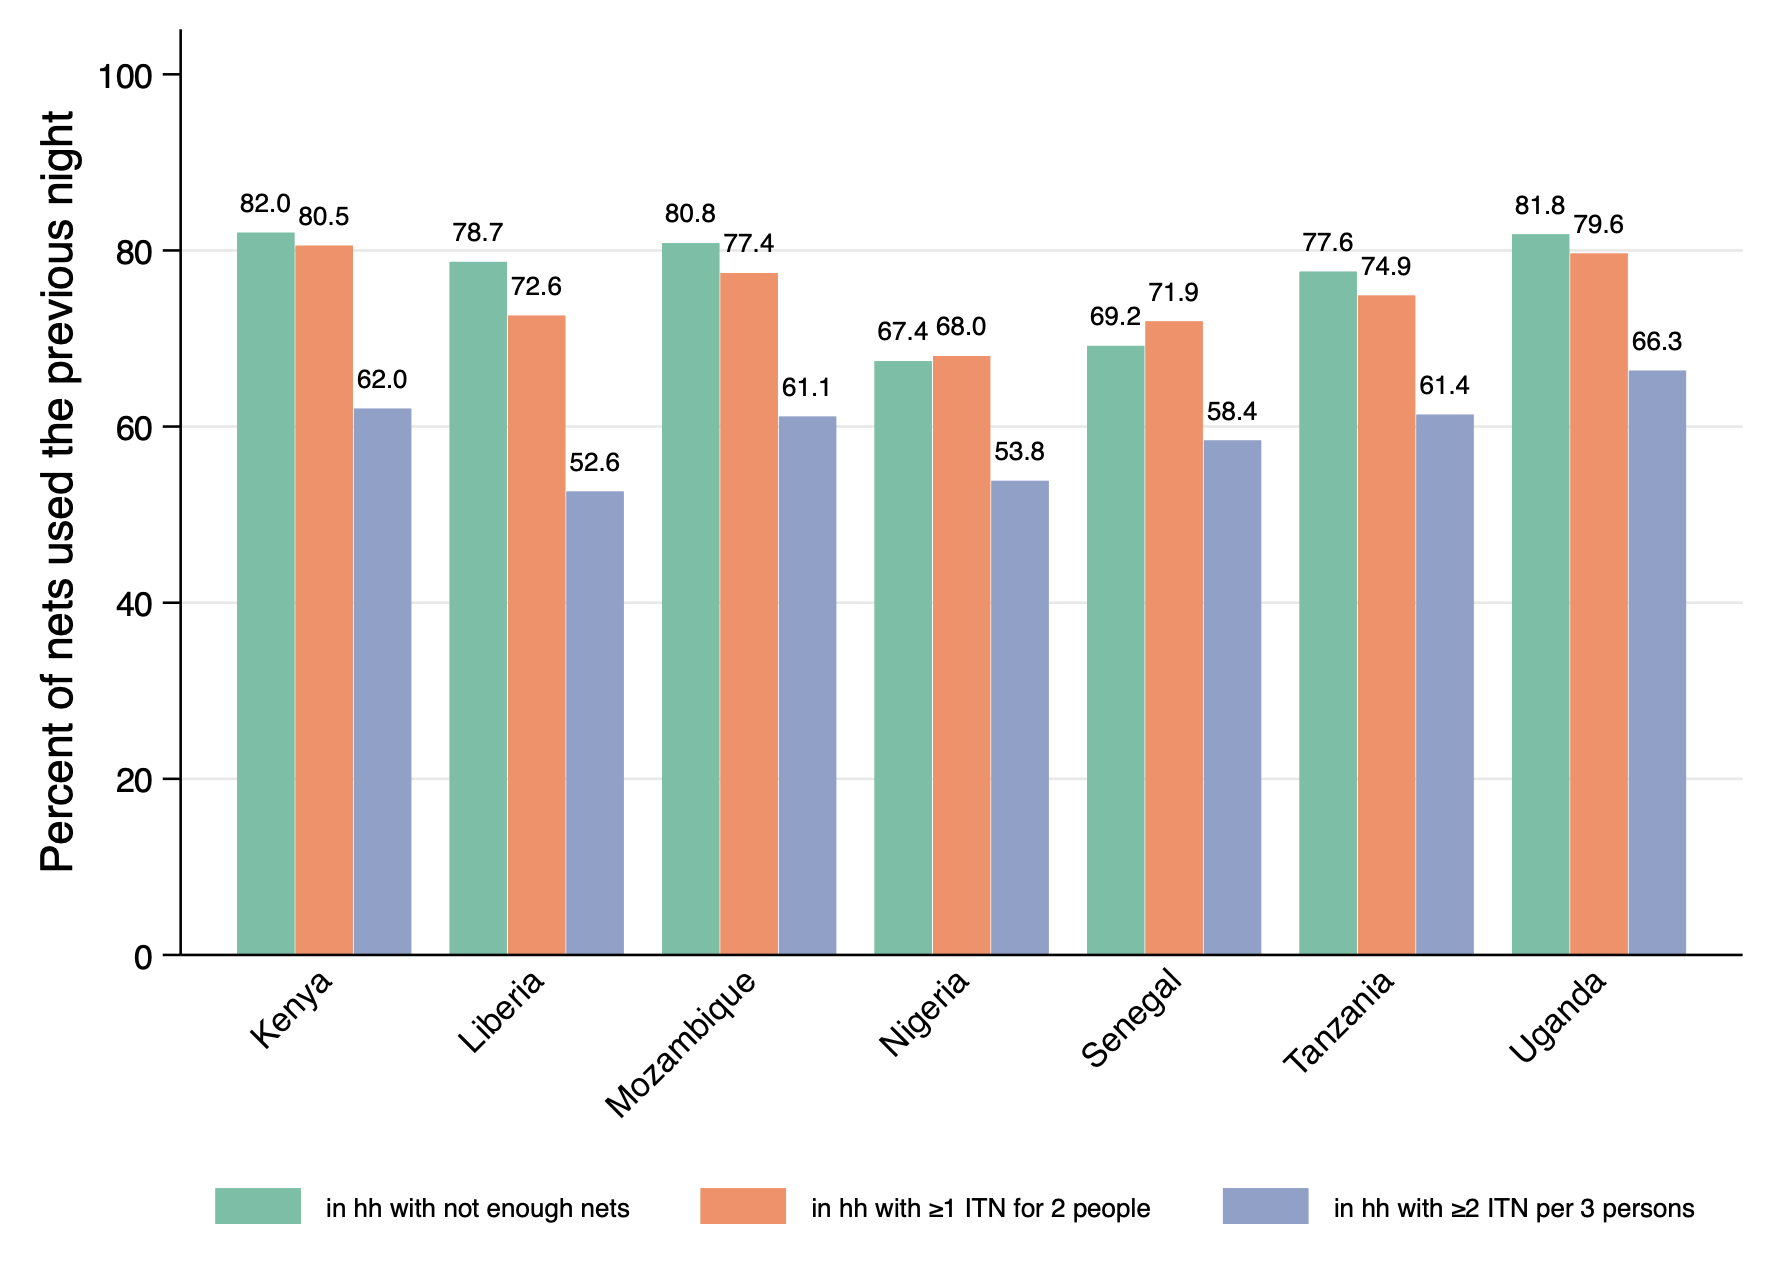 Percent of nets used the previous night
100
80
60
40
20
0
82.0 80.5 62.0
78.7 72.6 52.6
80.8 77.4 61.1
67.4 68.0 53.8
69.2 71.9 58.4
77.6 74.9 61.4
81.8 79.6 66.3
Kenya
Liberia
Mozambique
Nigeria
Senegal
Tanzania
Uganda
in hh with not enough nets
in hh with ≥1 ITN for 2 people
in hh with ≥2 ITN per 3 persons